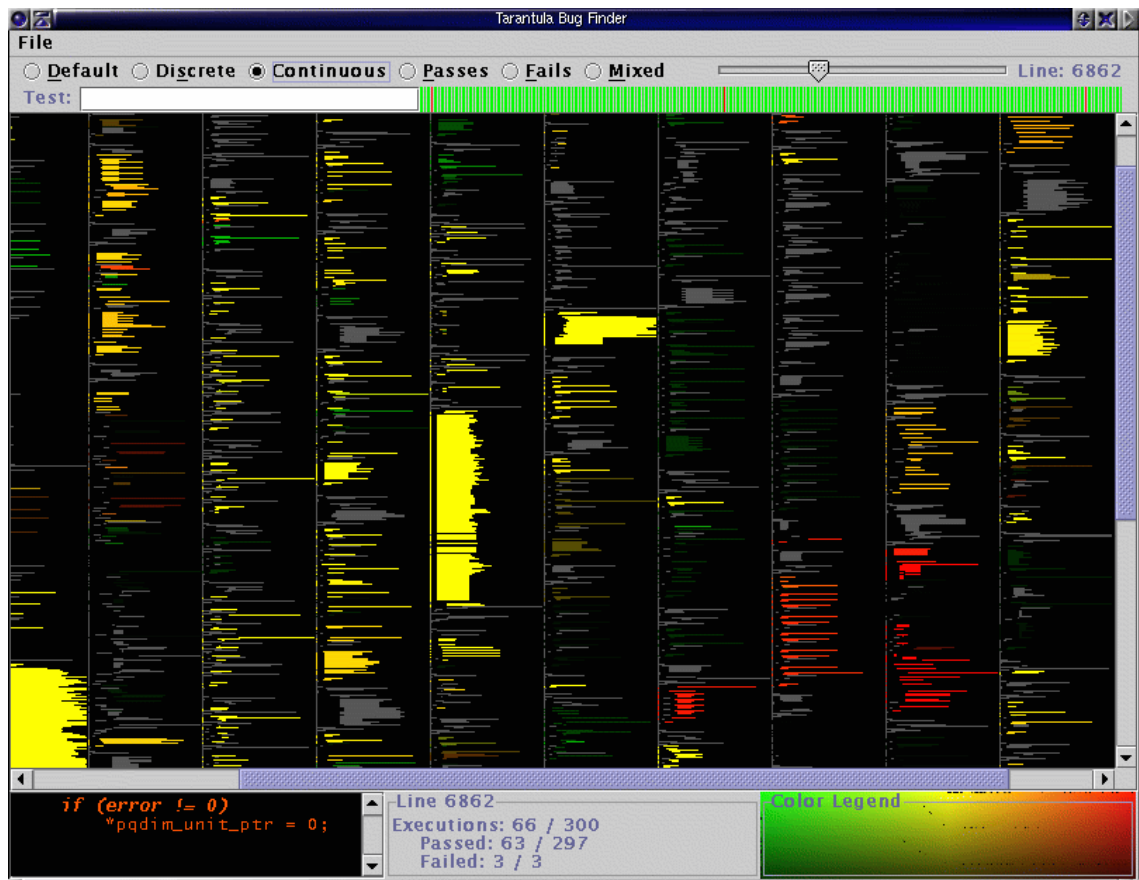 Tarantula Bug Finder
File
Default Discrete Continuous Passes Fails Mixed Line: 6862
Test:
if (error != 0)
*pqdim_unit_ptr = 0;
Line 6862
Executions: 66 / 300
Passed: 63 / 297
Failed: 3 / 3
Color Legend